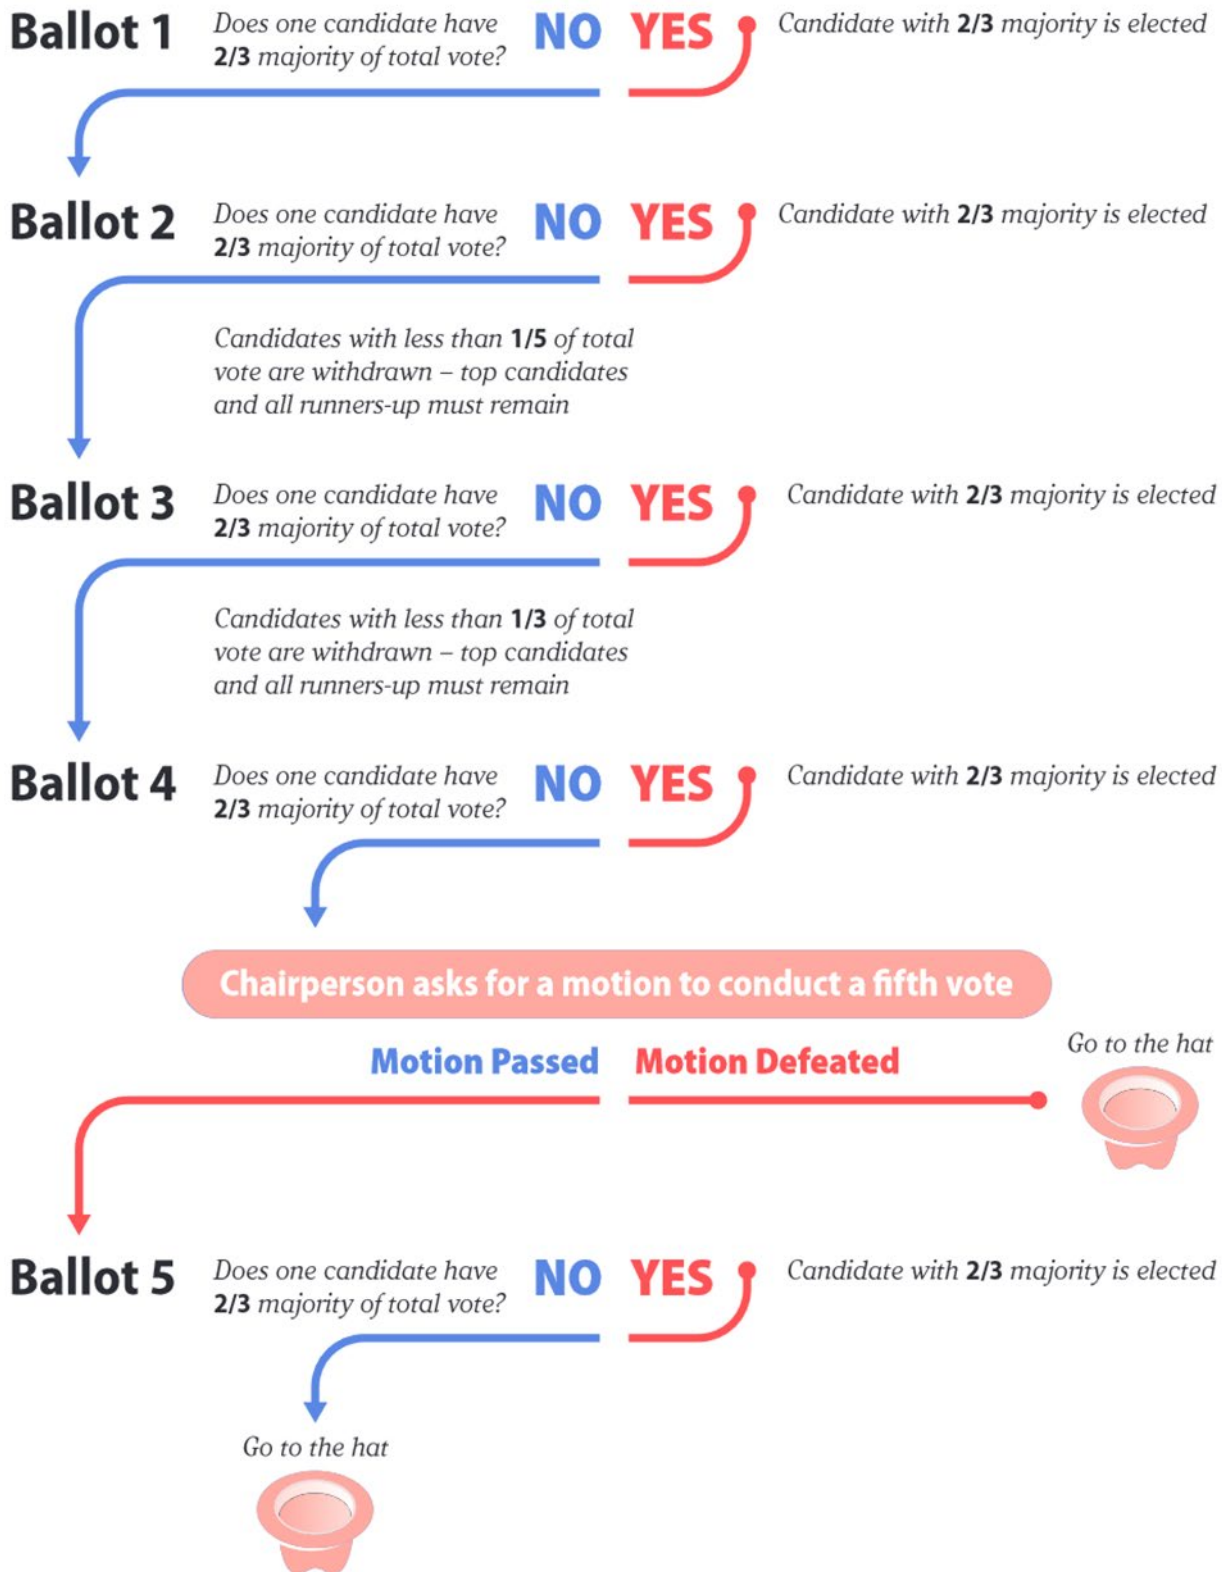 Ballot 1
Does one candidate have
2/3 majority of total vote?
NO YES
Candidate with 2/3 majority is elected
Ballot 2
Does one candidate have
2/3 majority of total vote?
NO YES
Candidate with 2/3 majority is elected
Candidates with less than 1/5 of total
vote are withdrawn – top candidates
and all runners-up must remain
Ballot 3
Does one candidate have
2/3 majority of total vote?
NO YES
Candidate with 2/3 majority is elected
Candidates with less than 1/3 of total
vote are withdrawn – top candidates
and all runners-up must remain
Ballot 4
Does one candidate have
2/3 majority of total vote?
NO YES
Candidate with 2/3 majority is elected
Chairperson asks for a motion to conduct a fifth vote
Motion Passed
Motion Defeated
Go to the hat
Ballot 5
Does one candidate have
2/3 majority of total vote?
NO YES
Candidate with 2/3 majority is elected
Go to the hat